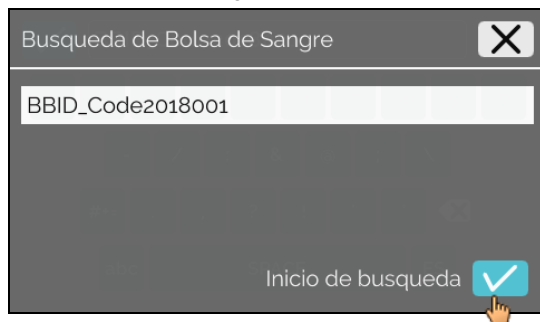 Busqueda de Bolsa de Sangre
BBID_Code2018001
Inicio de busqueda